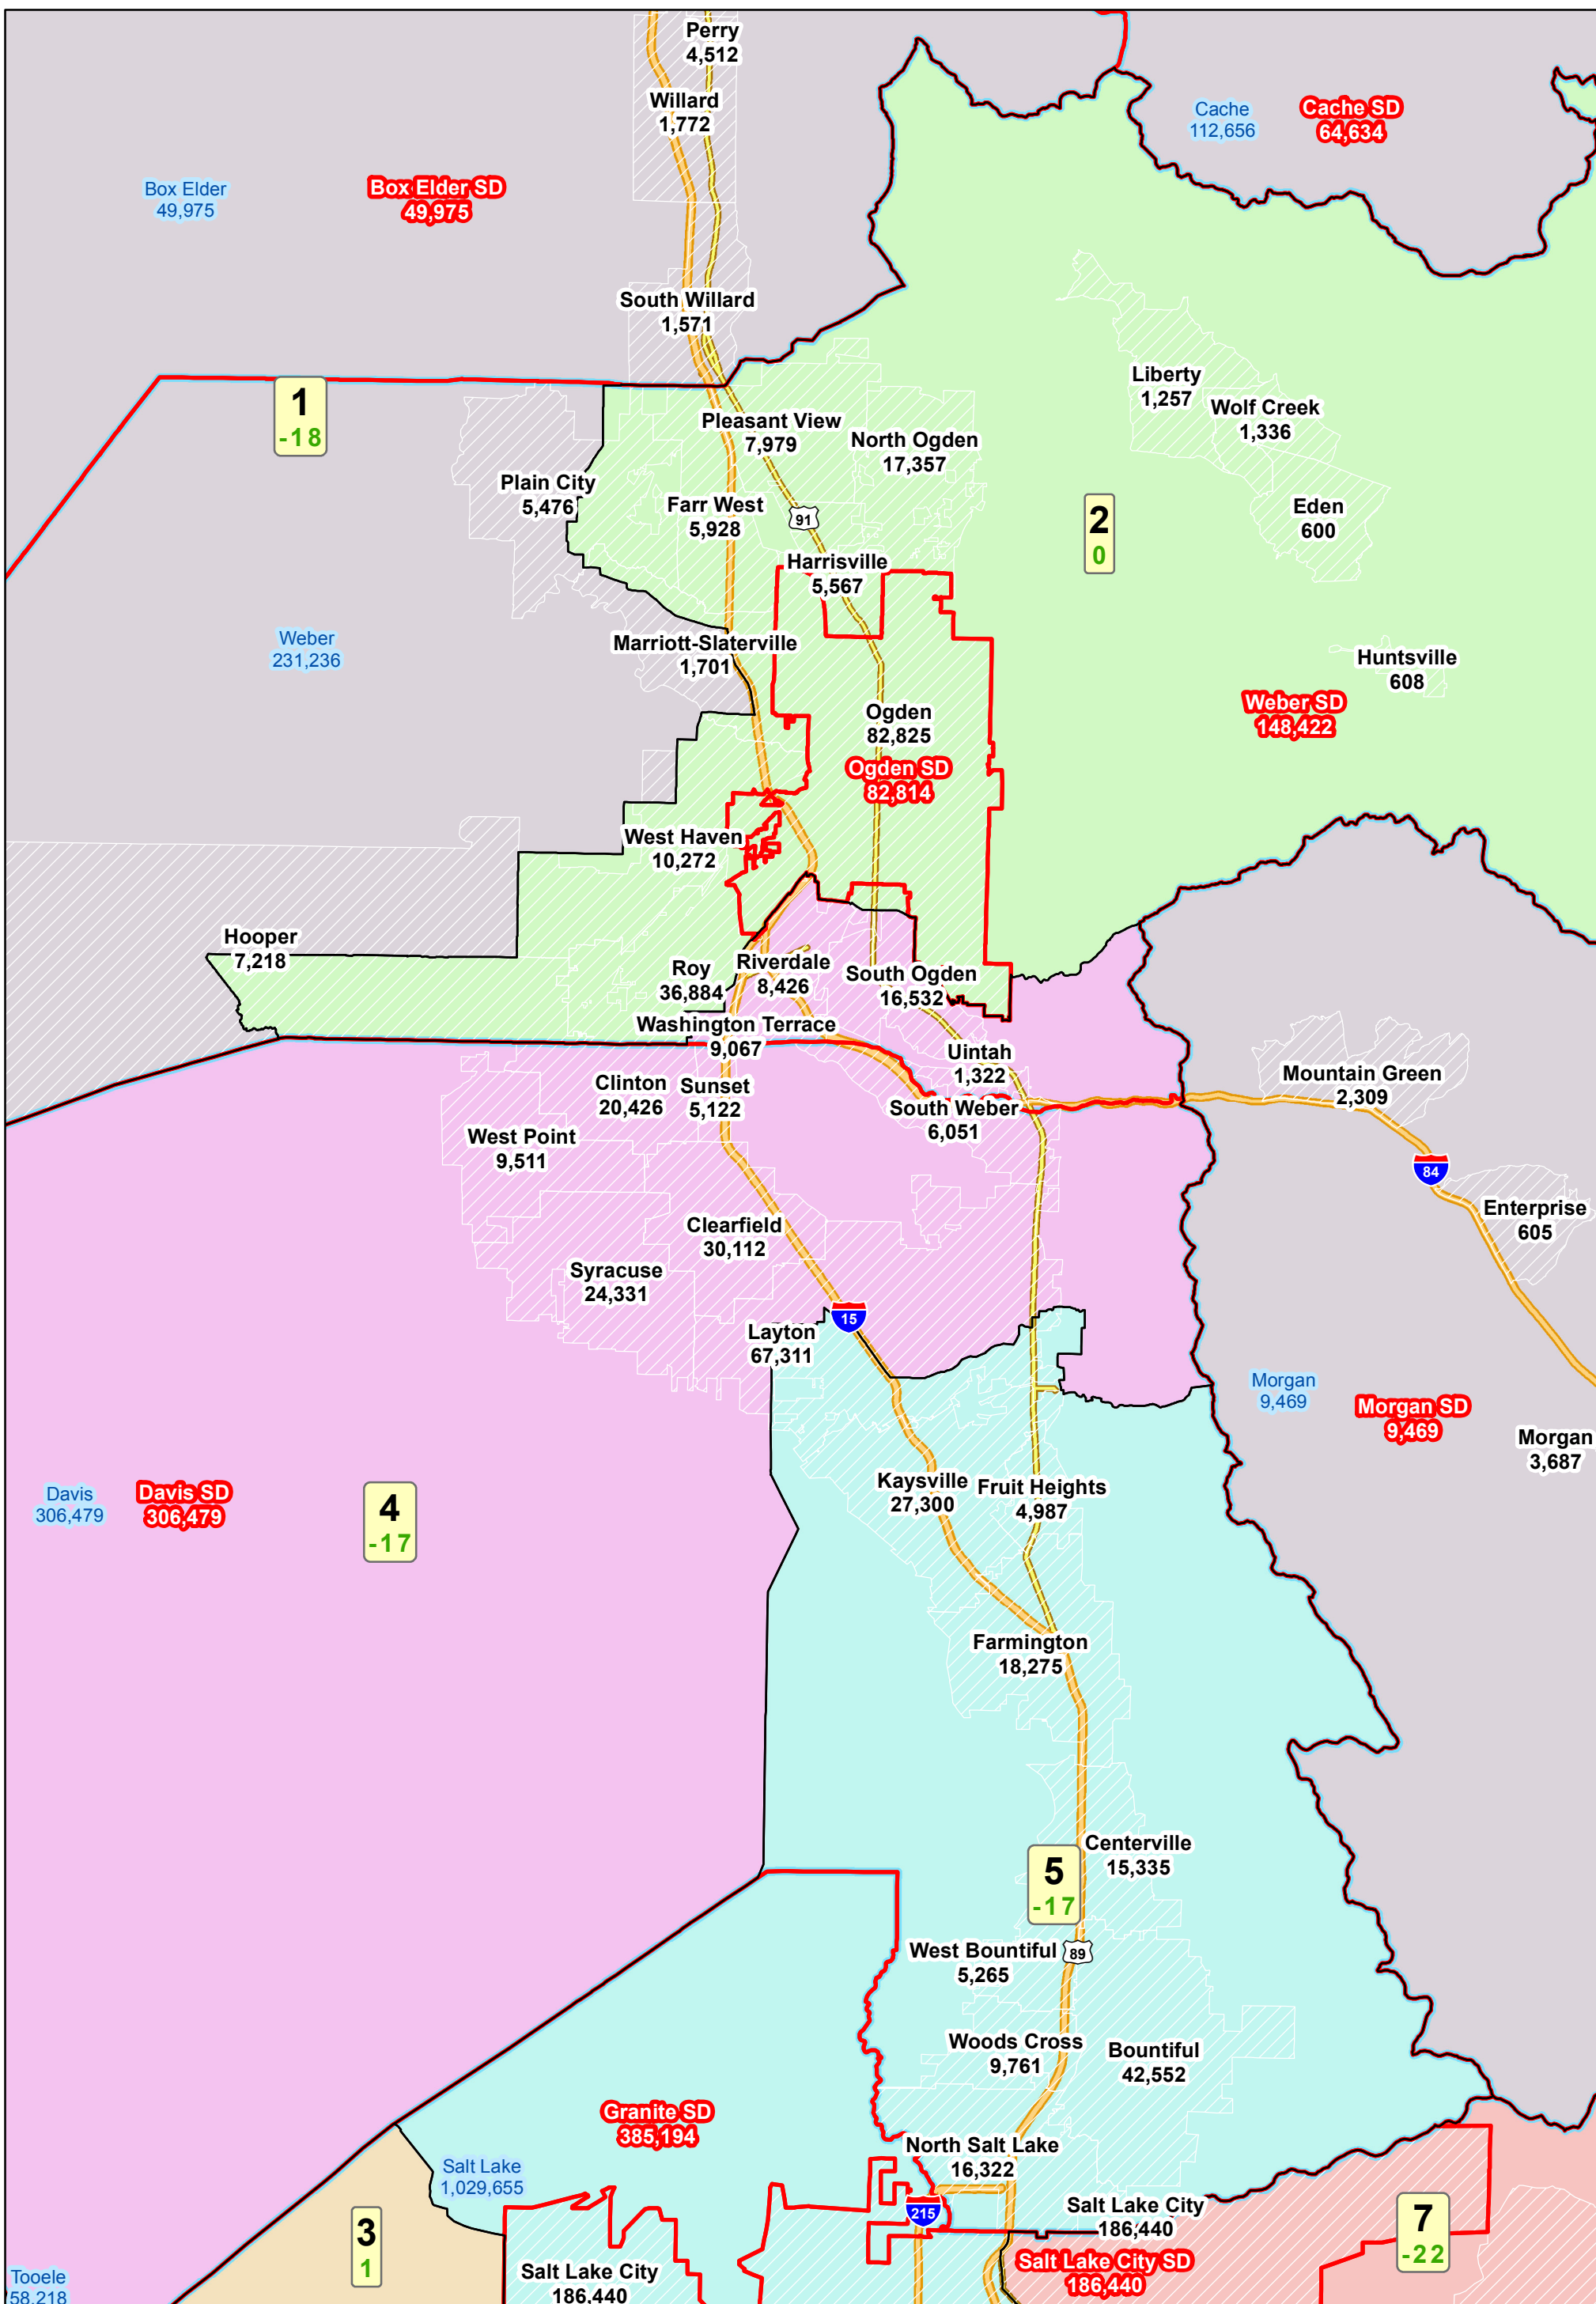 Perry
4,512
Willard
1,772
Cache
112,656
Cache SD
64,634
Box Elder
49,975
Box Elder SD
49,975
South Willard
1,571
1
-18
Liberty
1,257
Wolf Creek
1,336
Pleasant View
7,979
North Ogden
17,357
Plain City
5,476
Farr West
5,928
91
2
0
Eden
600
Harrisville
5,567
Weber
231,236
Marriott-Slaterville
1,701
Huntsville
608
Weber SD
148,422
Ogden
82,825
Ogden SD
82,814
West Haven
10,272
Hooper
7,218
Roy
36,884
Riverdale
8,426
South Ogden
16,532
Washington Terrace
9,067
Uintah
1,322
Mountain Green
2,309
Clinton
20,426
Sunset
5,122
South Weber
6,051
West Point
9,511
84
Enterprise
605
Clearfield
30,112
Syracuse
24,331
15
Layton
67,311
Morgan
9,469
Morgan SD
9,469
Morgan
3,687
Davis
306,479
Davis SD
306,479
4
-17
Kaysville
27,300
Fruit Heights
4,987
Farmington
18,275
Centerville
15,335
5
-17
West Bountiful
5,265
89
Woods Cross
9,761
Bountiful
42,552
Granite SD
385,194
North Salt Lake
16,322
Salt Lake
1,029,655
215
Salt Lake City
186,440
3
1
7
-22
Salt Lake City SD
186,440
Salt Lake City
186,440
Tooele
58,218